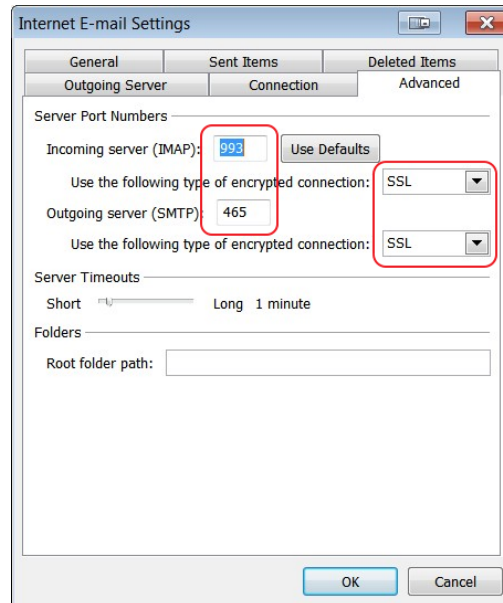 Internet E-mail Settings
General Sent Items Deleted Items
Outgoing Server Connection Advanced
Server Port Numbers
Incoming server (IMAP): 993 Use Defaults
Use the following type of encrypted connection: SSL
Outgoing server (SMTP): 465
Use the following type of encrypted connection: SSL
Server Timeouts
Short Long 1 minute
Folders
Root folder path:
OK Cancel